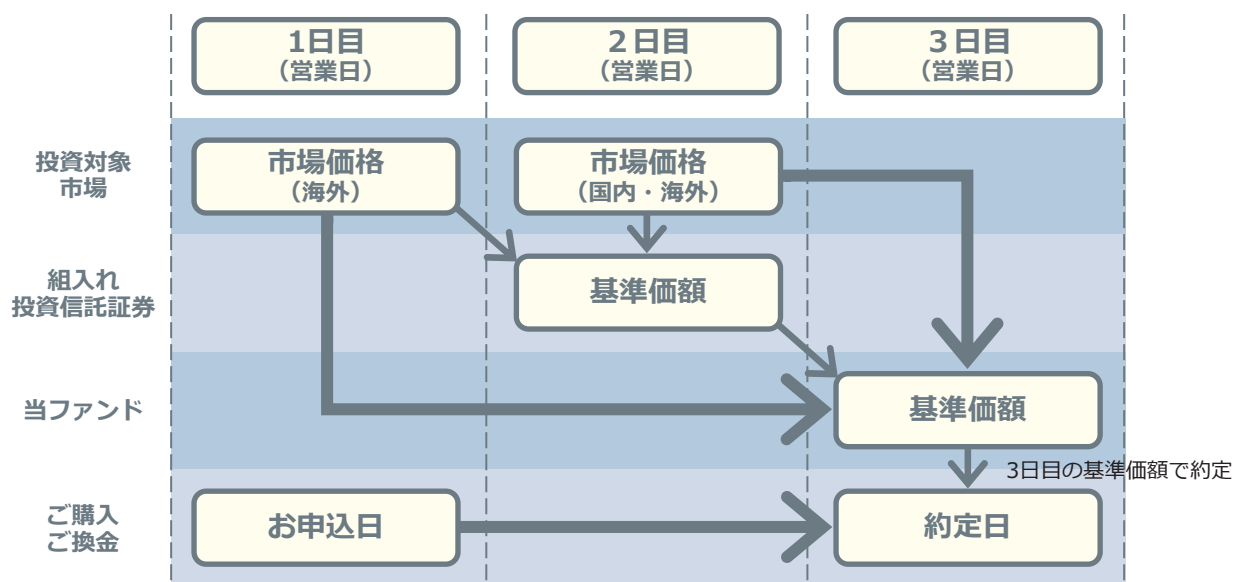 1日目
（営業日）
２日目
（営業日）
３日目
（営業日）
投資対象
市場
市場価格
（海外）
市場価格
（国内・海外）
組入れ
投資信託証券
基準価額
当ファンド
基準価額
3日目の基準価額で約定
ご購入
ご換金
お申込日
約定日